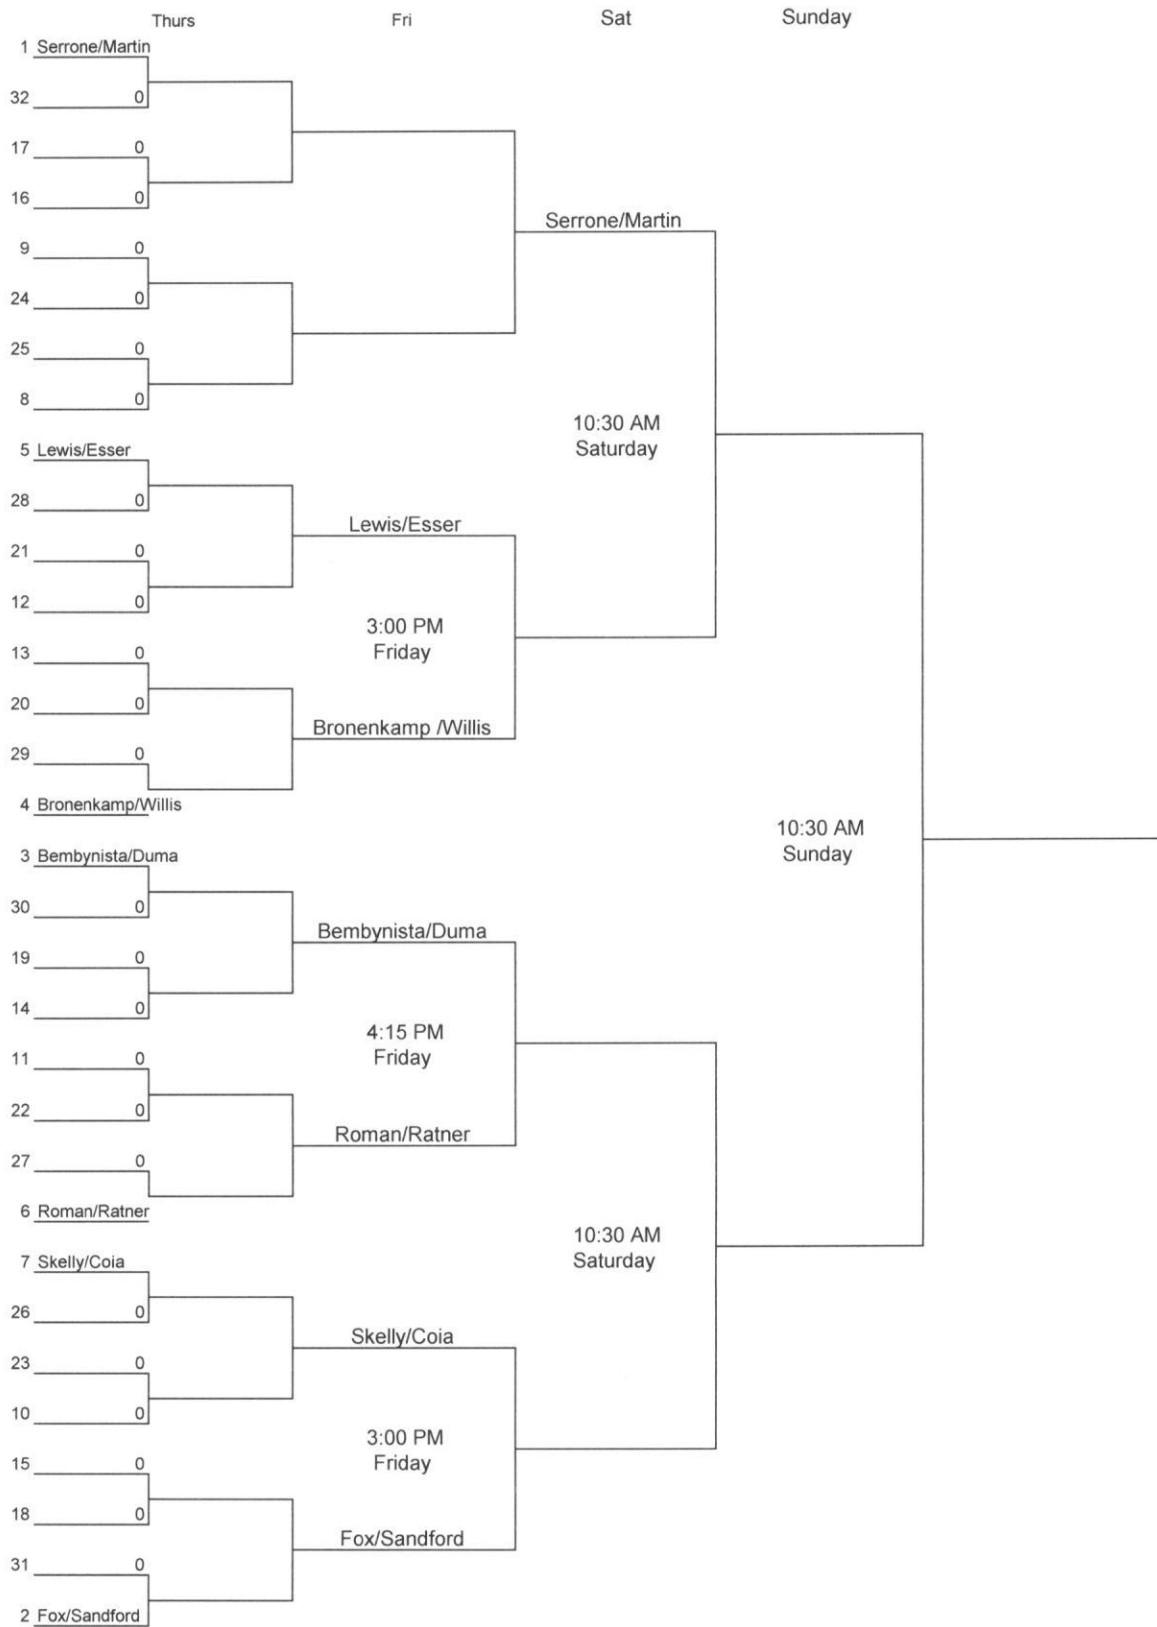 Thurs Fri Sat Sunday
1 Serrone/Martin
32 0
17 0
16 0
Serrone/Martin
9 0
24 0
25 0
8 0
10:30 AM
Saturday
5 Lewis/Esser
28 0
Lewis/Esser
21 0
12 0
3:00 PM
Friday
13 0
20 0
Bronenkamp /Willis
29 0
4 Bronenkamp/Willis
10:30 AM
Sunday
3 Bembynista/Duma
30 0
Bembynista/Duma
19 0
14 0
4:15 PM
Friday
11 0
22 0
Roman/Ratner
27 0
6 Roman/Ratner
10:30 AM
Saturday
7 Skelly/Coia
26 0
Skelly/Coia
23 0
10 0
3:00 PM
Friday
15 0
18 0
Fox/Sandford
31 0
2 Fox/Sandford